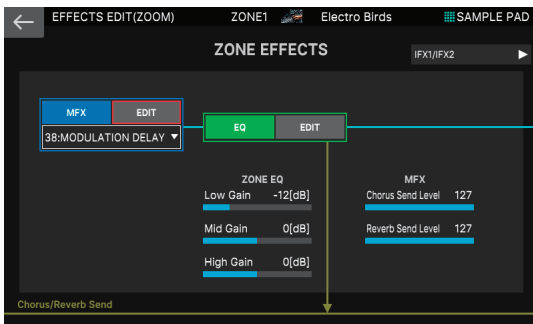 EFFECTS EDIT(ZOOM) ZONE1 Electro Birds SAMPLE PAD
ZONE EFFECTS
IFX1/IFX2
MFX EDIT
38:MODULATION DELAY
EQ EDIT
ZONE EQ
Low Gain -12[dB]
Mid Gain 0[dB]
High Gain 0[dB]
MFX
Chorus Send Level 127
Reverb Send Level 127
Chorus/Reverb Send